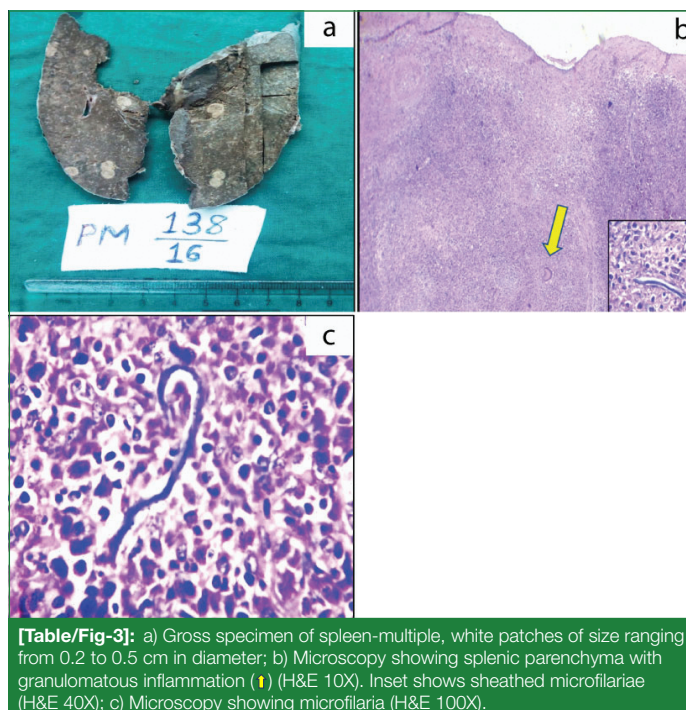 a
b
PM 138
16
c
[Table/Fig-3]: a) Gross specimen of spleen-multiple, white patches of size ranging
from 0.2 to 0.5 cm in diameter; b) Microscopy showing splenic parenchyma with
granulomatous inflammation (⬆) (H&E 10X). Inset shows sheathed microfilariae
(H&E 40X); c) Microscopy showing microfilaria (H&E 100X).